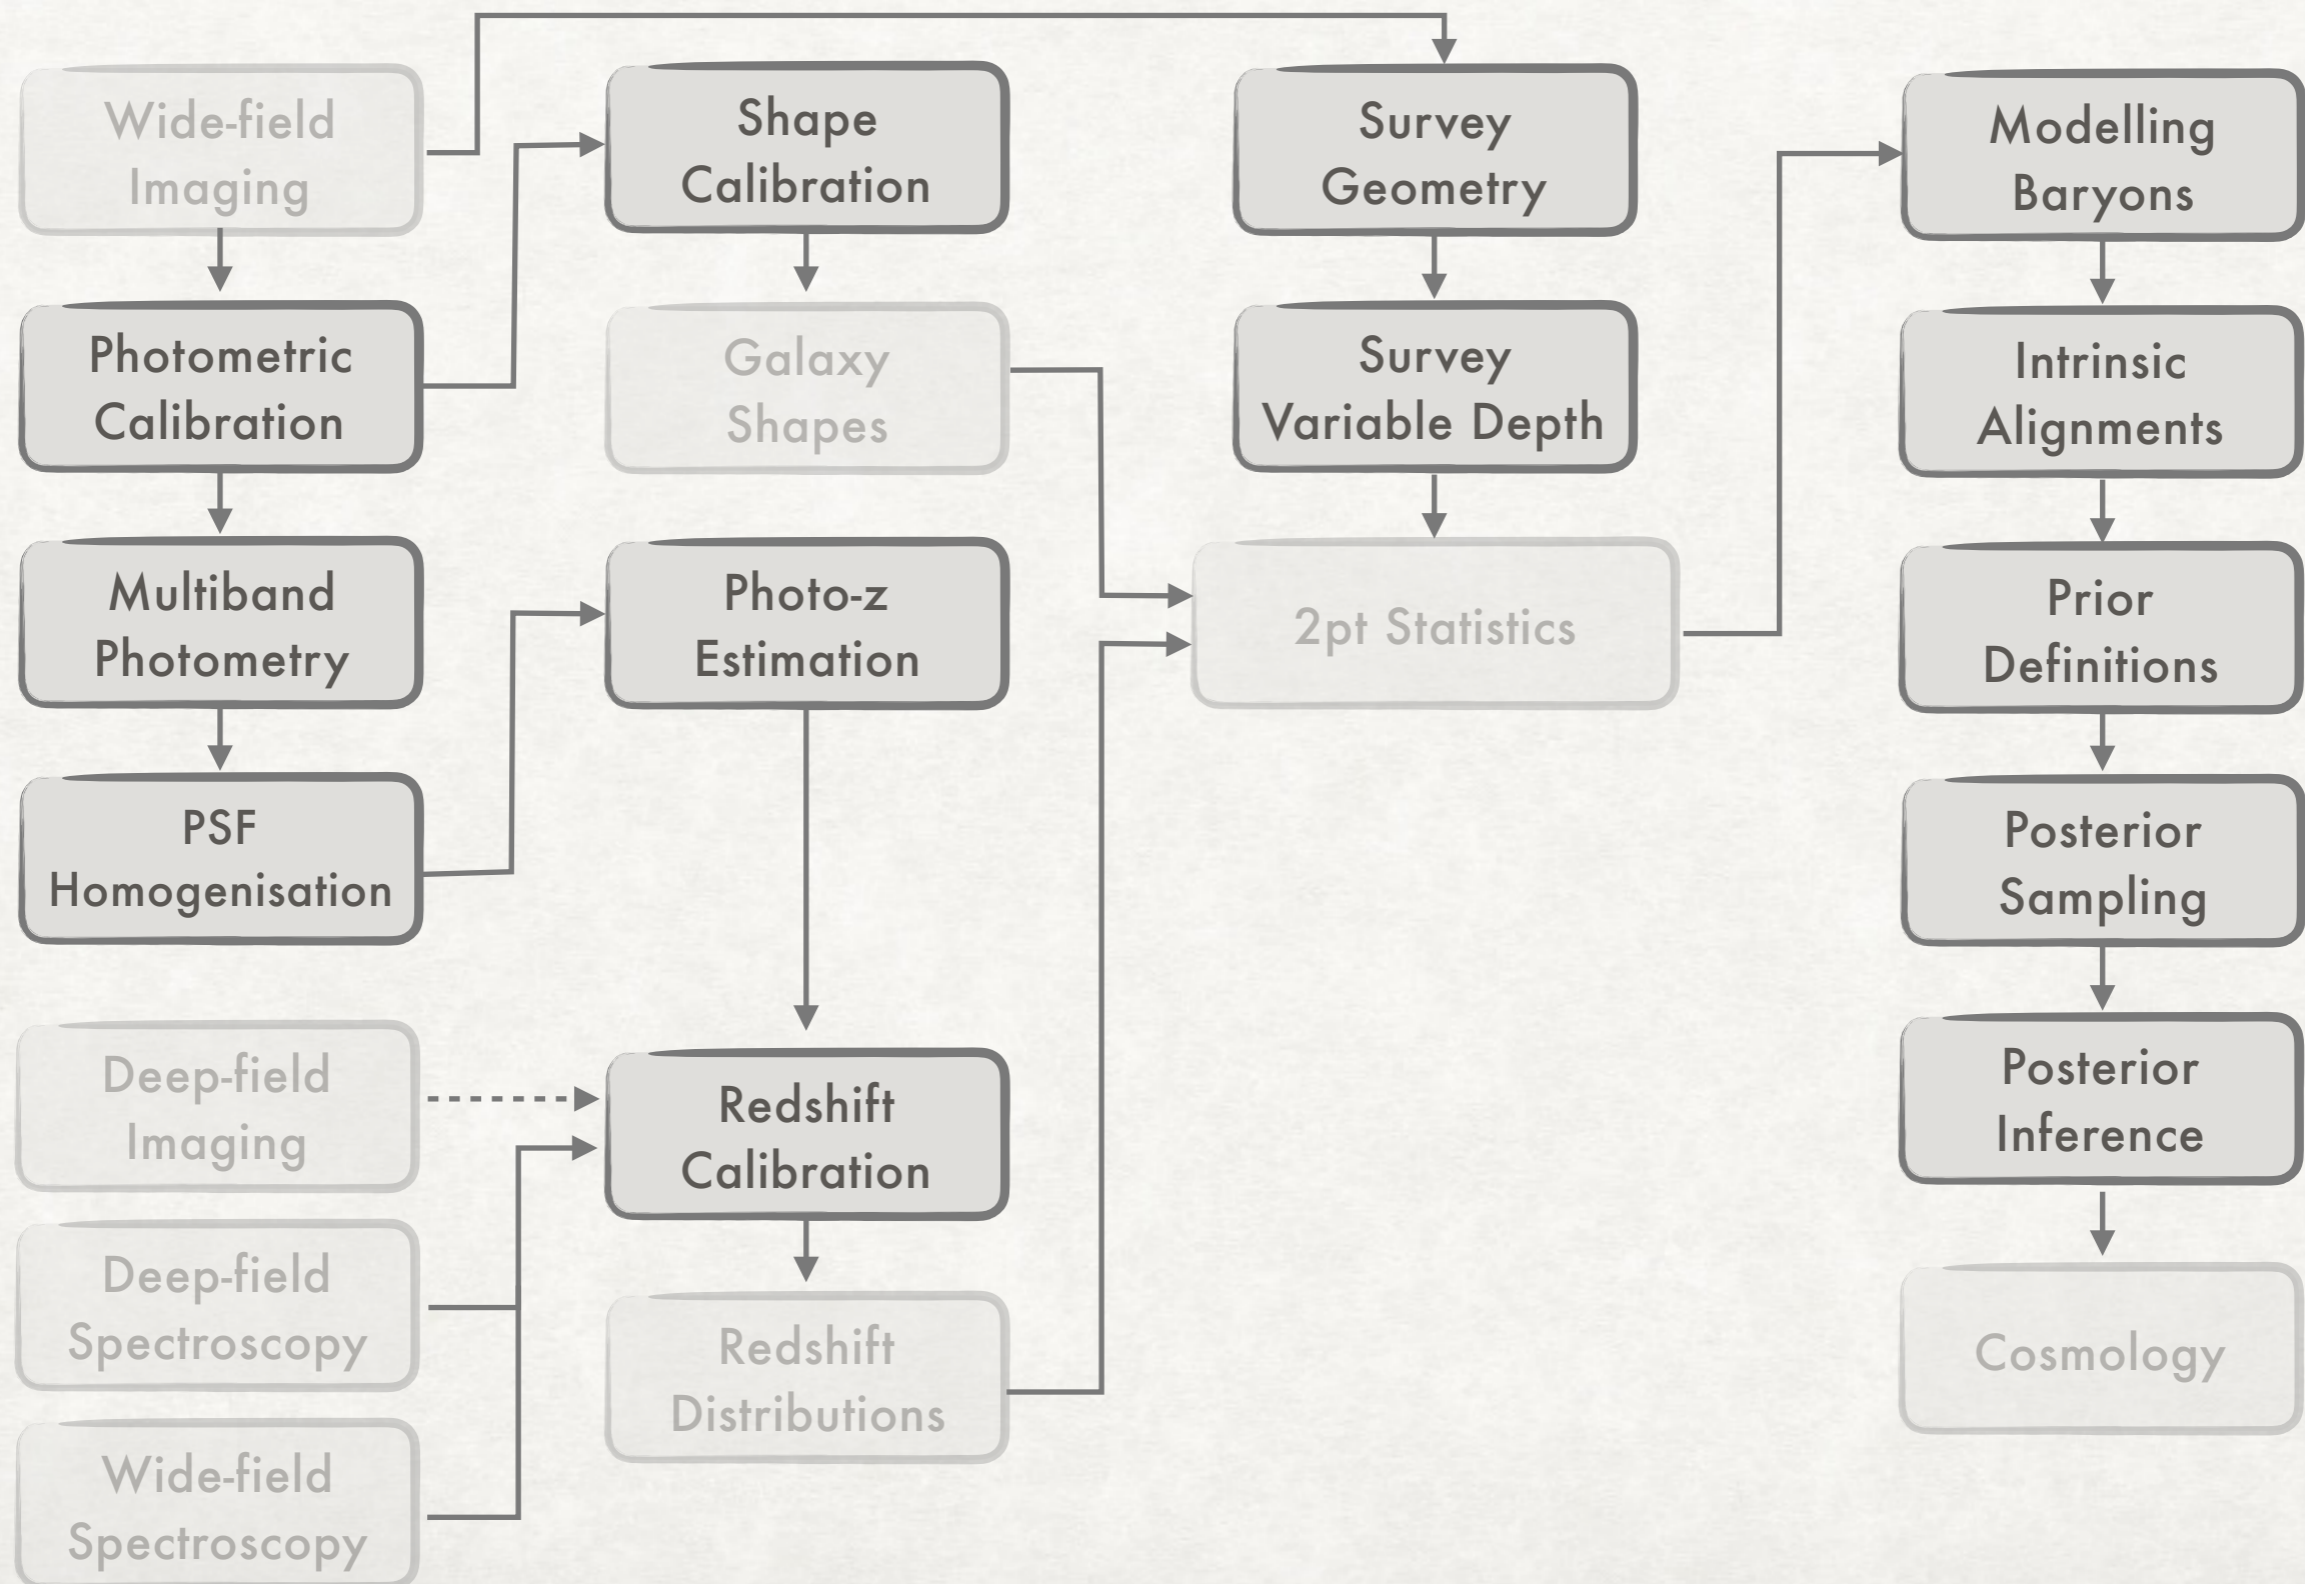 Wide-field
Imaging
Photometric
Calibration
Multiband
Photometry
PSF
Homogenisation
Deep-field
Imaging
Deep-field
Spectroscopy
Wide-field
Spectroscopy
Shape
Calibration
Galaxy
Shapes
Photo-z
Estimation
Redshift
Calibration
Redshift
Distributions
Survey
Geometry
Survey
Variable Depth
2pt Statistics
Modelling
Baryons
Intrinsic
Alignments
Prior
Definitions
Posterior
Sampling
Posterior
Inference
Cosmology